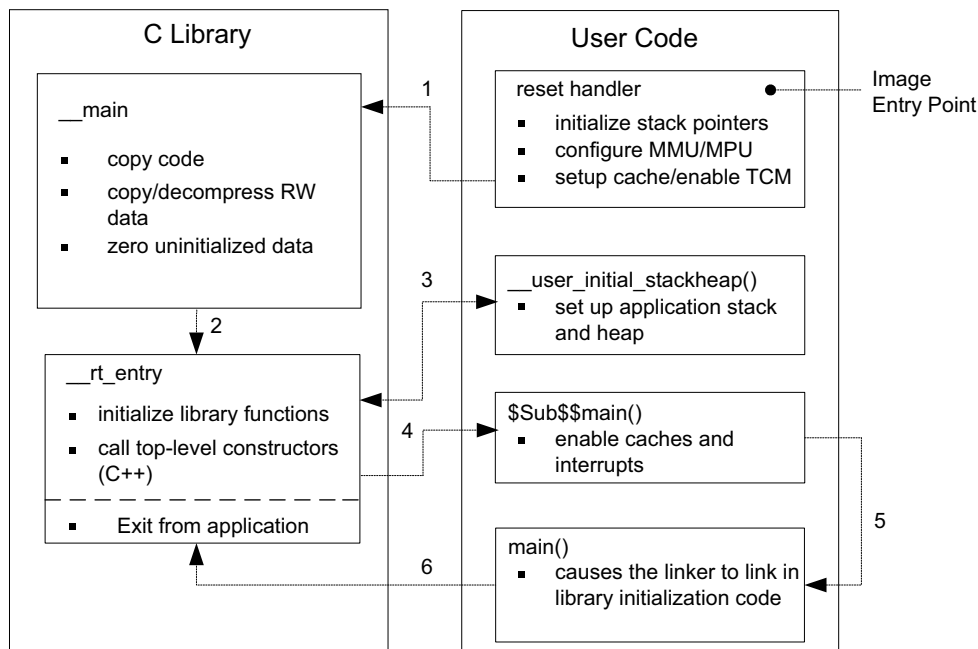 C Library
__main
▪ copy code
▪ copy/decompress RW
data
▪ zero uninitialized data
2
__rt_entry
▪ initialize library functions
▪ call top-level constructors
(C++)
▪ Exit from application
1
3
4
6
User Code
reset handler
▪ initialize stack pointers
▪ configure MMU/MPU
▪ setup cache/enable TCM
Image
Entry Point
__user_initial_stackheap()
▪ set up application stack
and heap
$Sub$$main()
▪ enable caches and
interrupts
5
main()
▪ causes the linker to link in
library initialization code